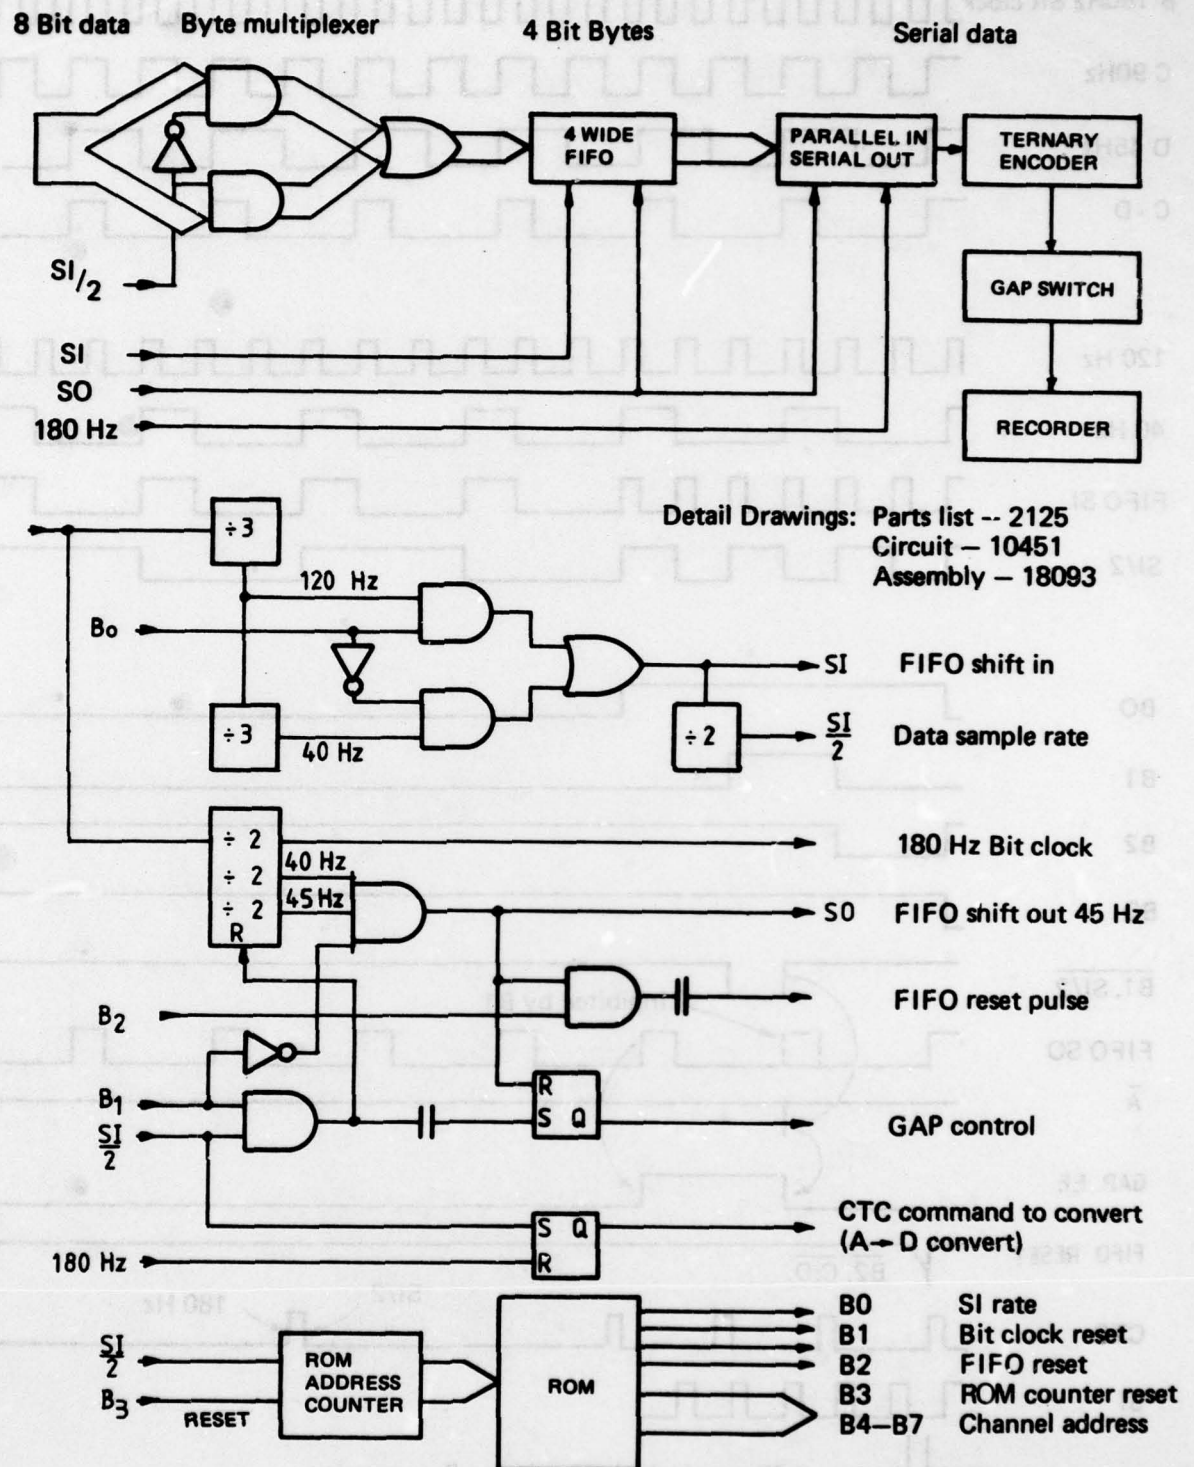 8 Bit data Byte multiplexer 4 Bit Bytes Serial data
4 WIDE
FIFO
PARALLEL IN
SERIAL OUT
TERNARY
ENCODER
GAP SWITCH
RECORDER
SI/2
SI
SO
180 Hz
Detail Drawings: Parts list -- 2125
Circuit — 10451
Assembly — 18093
÷3
120 Hz
B0
÷3
40 Hz
SI FIFO shift in
÷2
SI/2 Data sample rate
÷ 2
÷ 2
÷ 2
R
40 Hz
45 Hz
180 Hz Bit clock
SO FIFO shift out 45 Hz
FIFO reset pulse
B2
B1
SI/2
R
S Q
GAP control
S Q
R
180 Hz
CTC command to convert
(A→D convert)
SI/2
B3
RESET
ROM
ADDRESS
COUNTER
ROM
B0 SI rate
B1 Bit clock reset
B2 FIFO reset
B3 ROM counter reset
B4—B7 Channel address